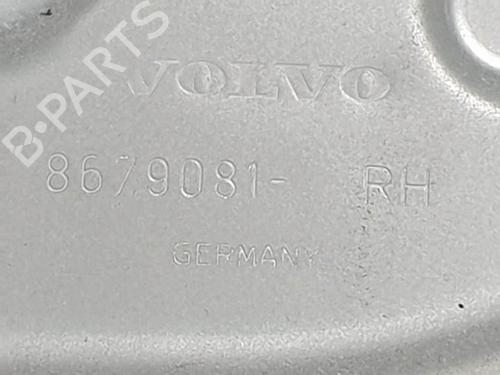 B-PARTS
VOLVO
8679081- RH
GERMANY